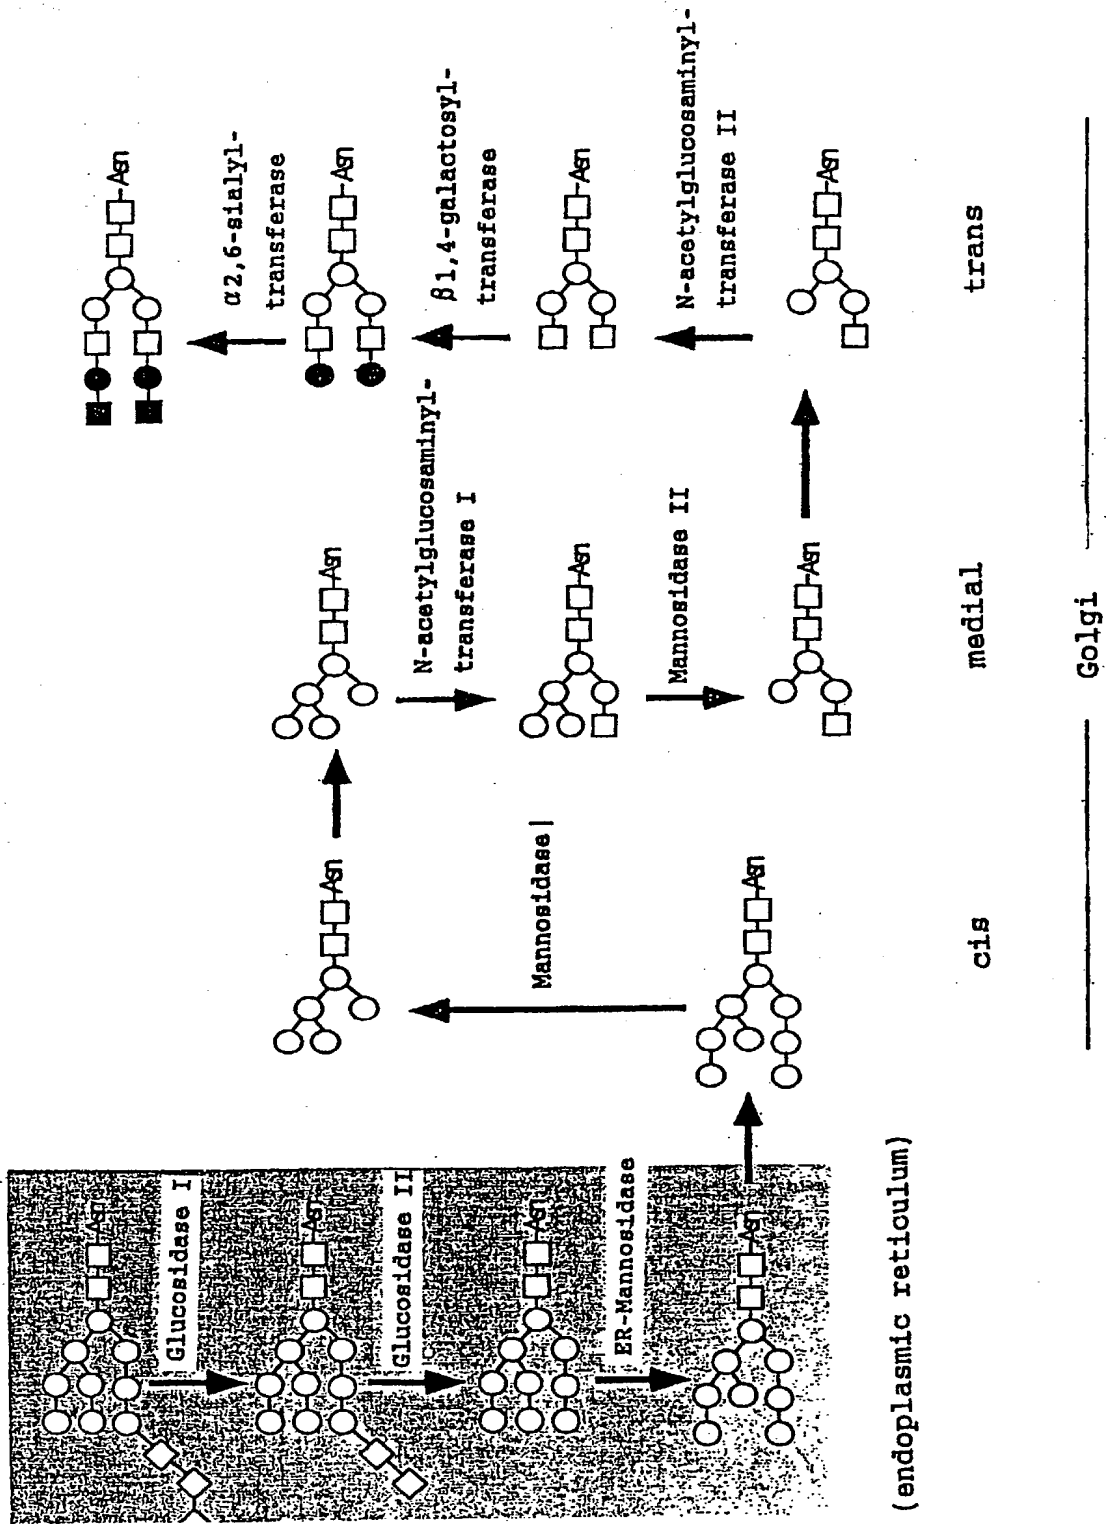 -Asn
Glucosidase I
-Asn
Glucosidase II
-Asn
ER-Mannosidase
-Asn
(endoplasmic reticulum)
-Asn
Mannosidase I
-Asn
cis
-Asn
N-acetylglucosaminyl-
transferase I
-Asn
Mannosidase II
-Asn
medial
-Asn
α2,6-sialyl-
transferase
-Asn
β1,4-galactosyl-
transferase
-Asn
N-acetylglucosaminyl-
transferase II
-Asn
trans
Golgi